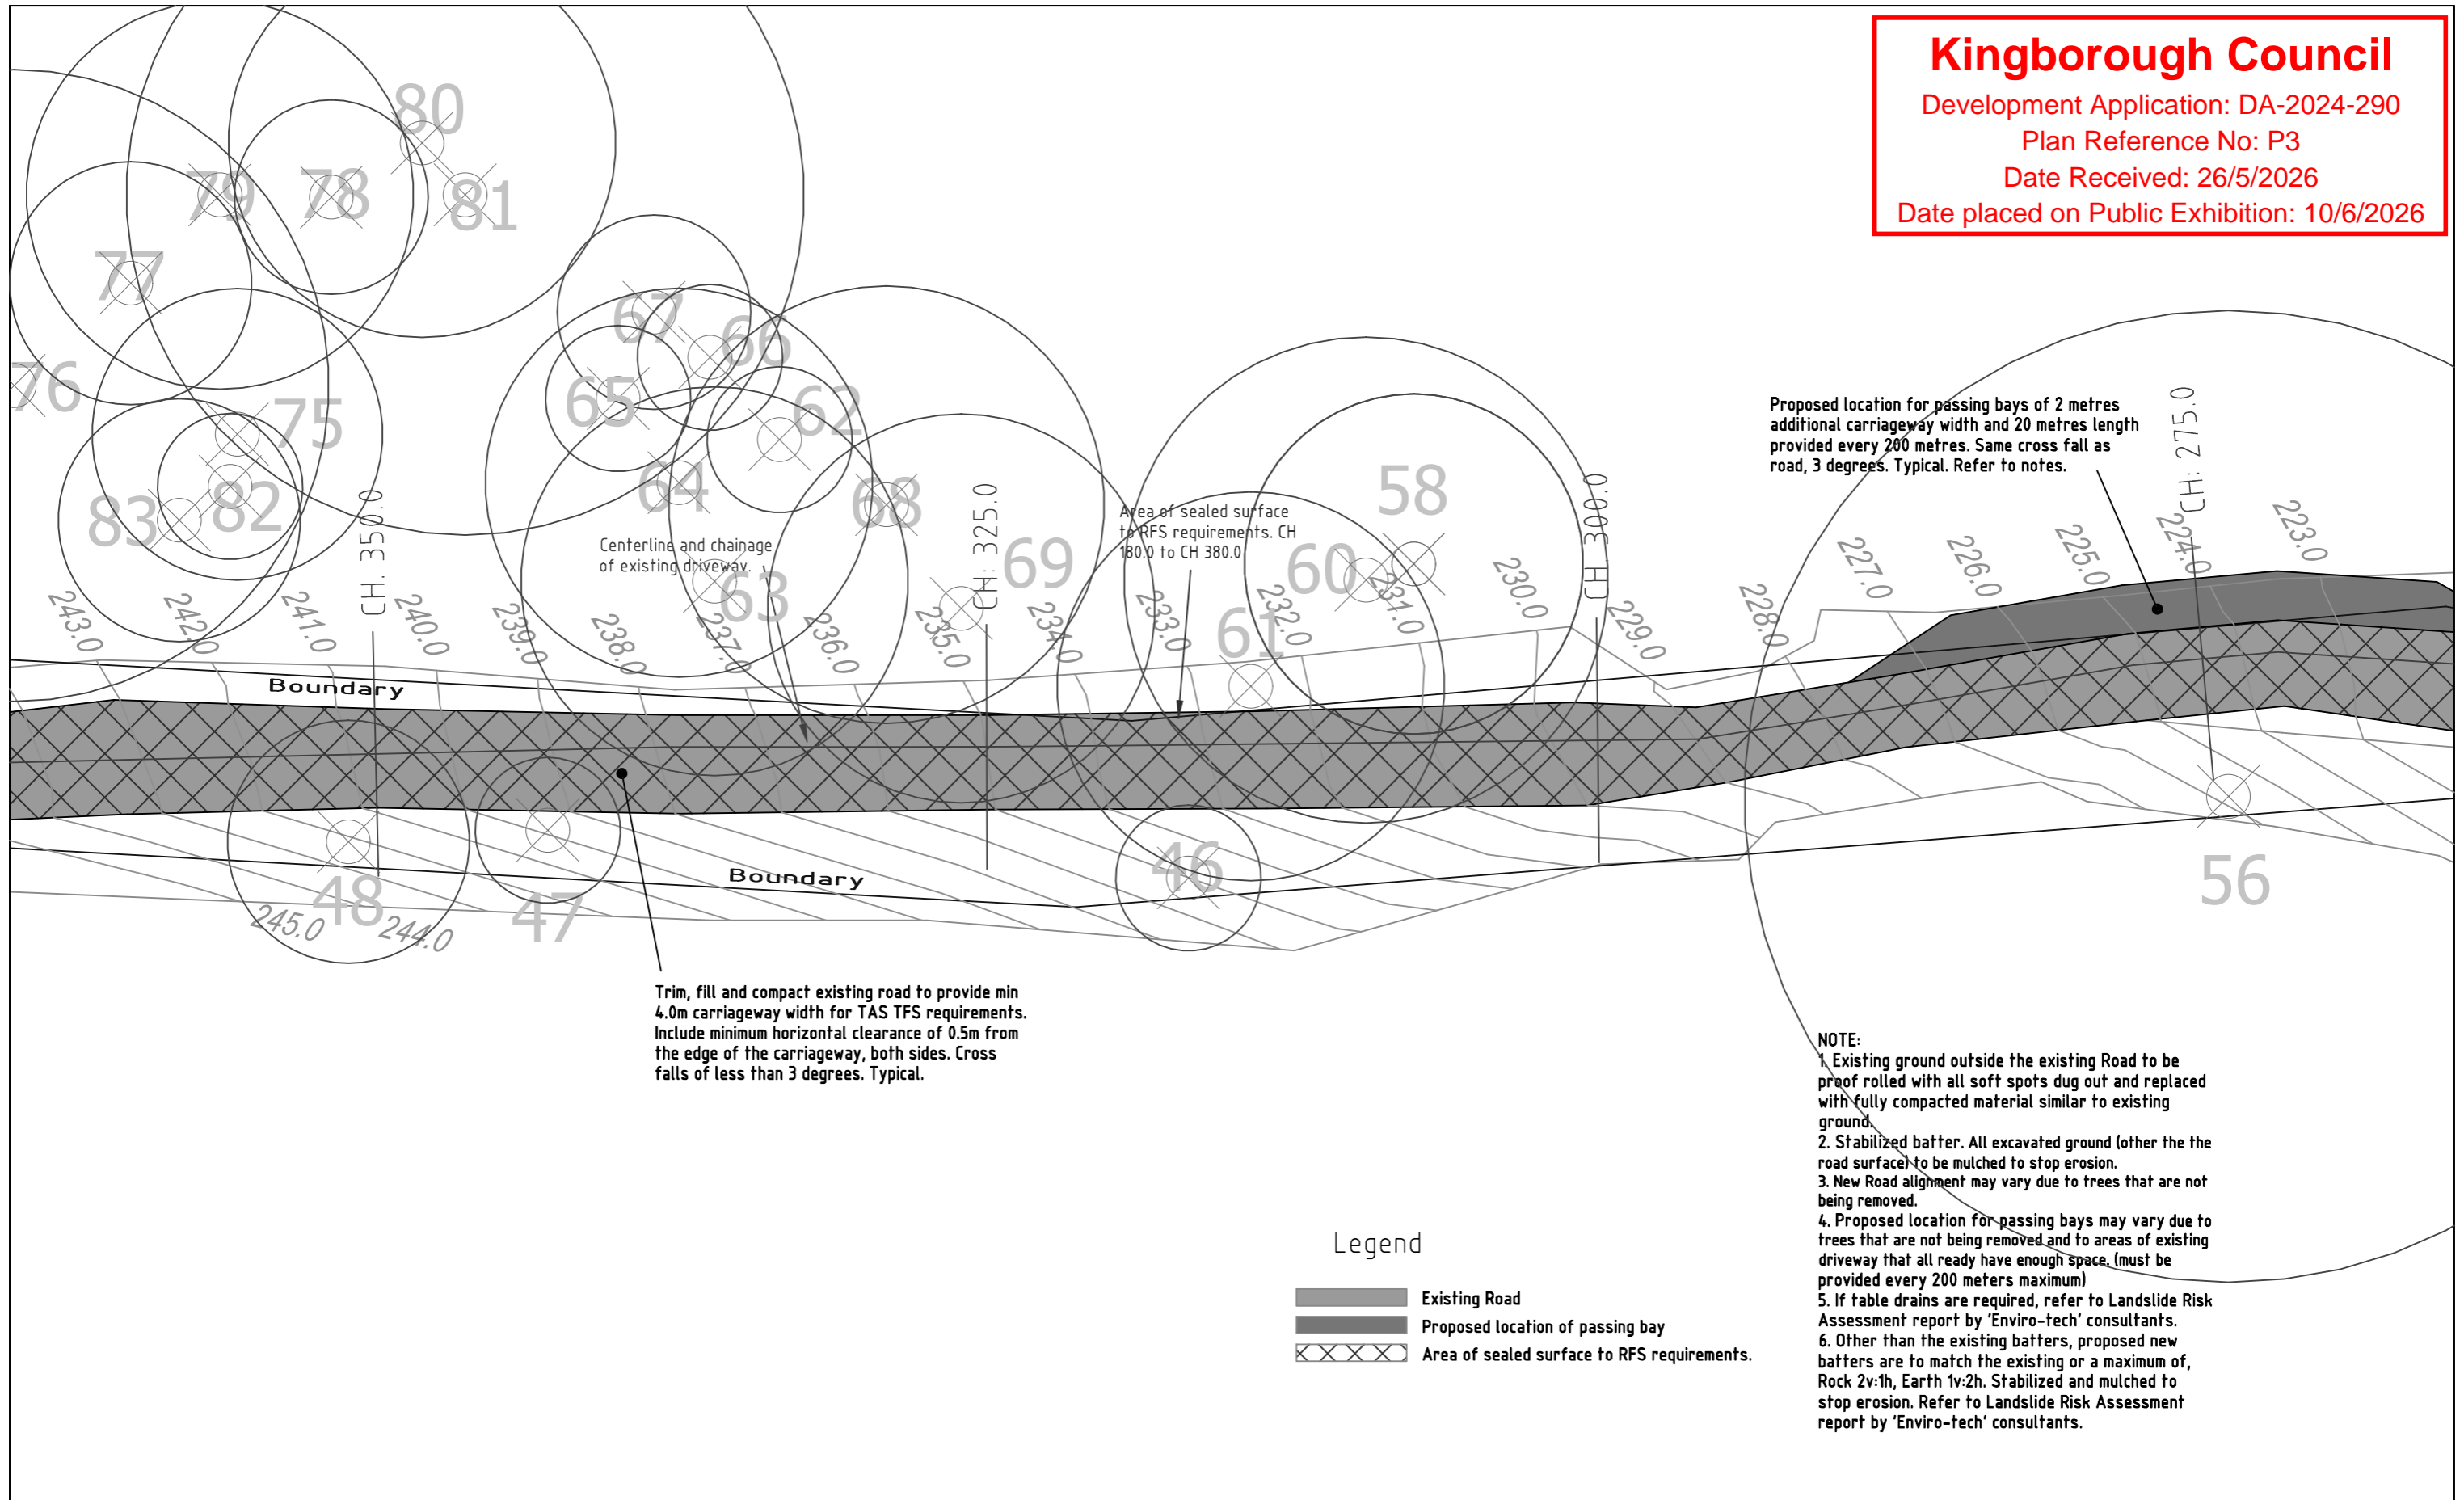 Kingborough Council
Development Application: DA-2024-290
Plan Reference No: P3
Date Received: 26/5/2026
Date placed on Public Exhibition: 10/6/2026
80
79
78
81
77
67
66
76
65
62
75
64
68
83
82
58
69
60
63
61
Proposed location for passing bays of 2 metres
additional carriageway width and 20 metres length
provided every 200 metres. Same cross fall as
road, 3 degrees. Typical. Refer to notes.
Area of sealed surface
to RFS requirements. CH
180.0 to CH 380.0
Centerline and chainage
of existing driveway.
CH: 350.0
CH: 325.0
CH: 300.0
CH: 275.0
243.0
242.0
241.0
240.0
239.0
238.0
237.0
236.0
235.0
234.0
233.0
232.0
231.0
230.0
229.0
228.0
227.0
226.0
225.0
224.0
223.0
Boundary
Boundary
48
47
46
56
245.0
244.0
Trim, fill and compact existing road to provide min
4.0m carriageway width for TAS TFS requirements.
Include minimum horizontal clearance of 0.5m from
the edge of the carriageway, both sides. Cross
falls of less than 3 degrees. Typical.
NOTE:
1. Existing ground outside the existing Road to be
proof rolled with all soft spots dug out and replaced
with fully compacted material similar to existing
ground.
2. Stabilized batter. All excavated ground (other the the
road surface) to be mulched to stop erosion.
3. New Road alignment may vary due to trees that are not
being removed.
4. Proposed location for passing bays may vary due to
trees that are not being removed and to areas of existing
driveway that all ready have enough space. (must be
provided every 200 meters maximum)
5. If table drains are required, refer to Landslide Risk
Assessment report by 'Enviro-tech' consultants.
6. Other than the existing batters, proposed new
batters are to match the existing or a maximum of,
Rock 2v:1h, Earth 1v:2h. Stabilized and mulched to
stop erosion. Refer to Landslide Risk Assessment
report by 'Enviro-tech' consultants.
Legend
Existing Road
Proposed location of passing bay
Area of sealed surface to RFS requirements.